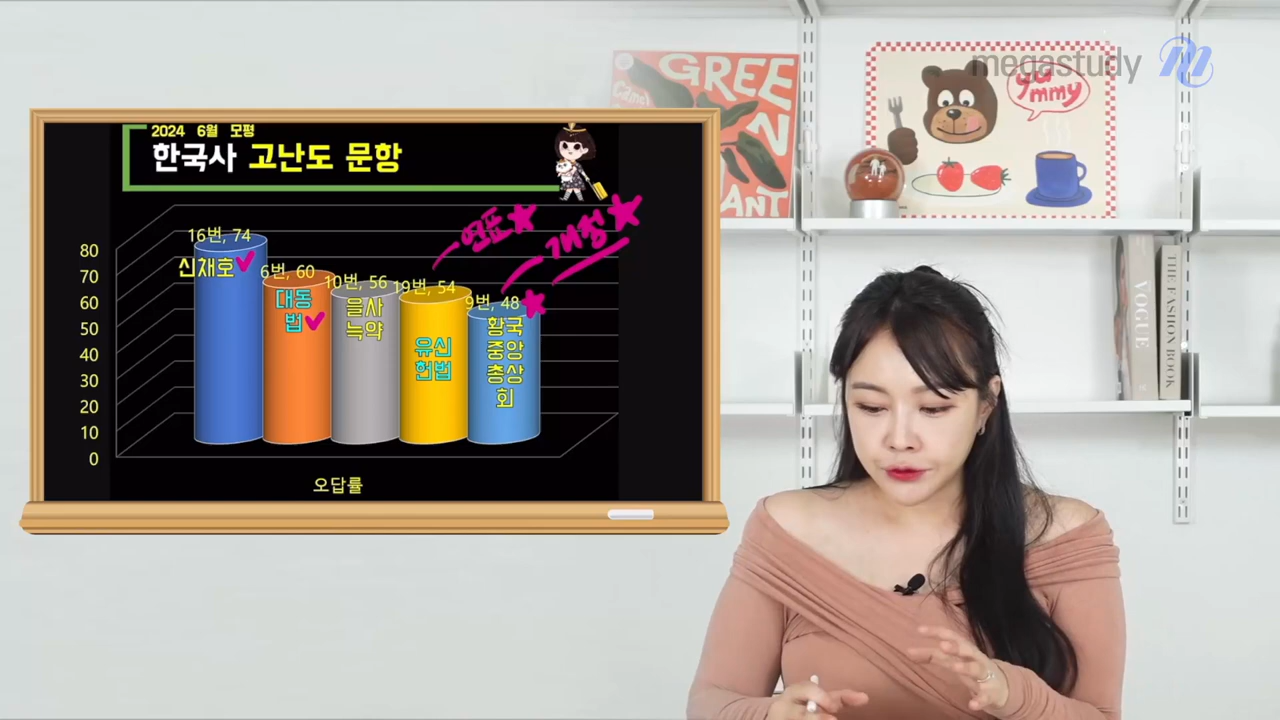 2024 6월 모평
한국사 고난도 문항
80
70
60
50
40
30
20
10
0
16번, 74
신채호
6번, 60
대동
법
10번, 56
을사
늑약
19번, 54
유신
헌법
9번, 48
황국
중앙
총상
회
연표
개정
오답률
megastudy
GREE
N
ANT
yu
mmy
VOGUE
THE FASHION BOOK